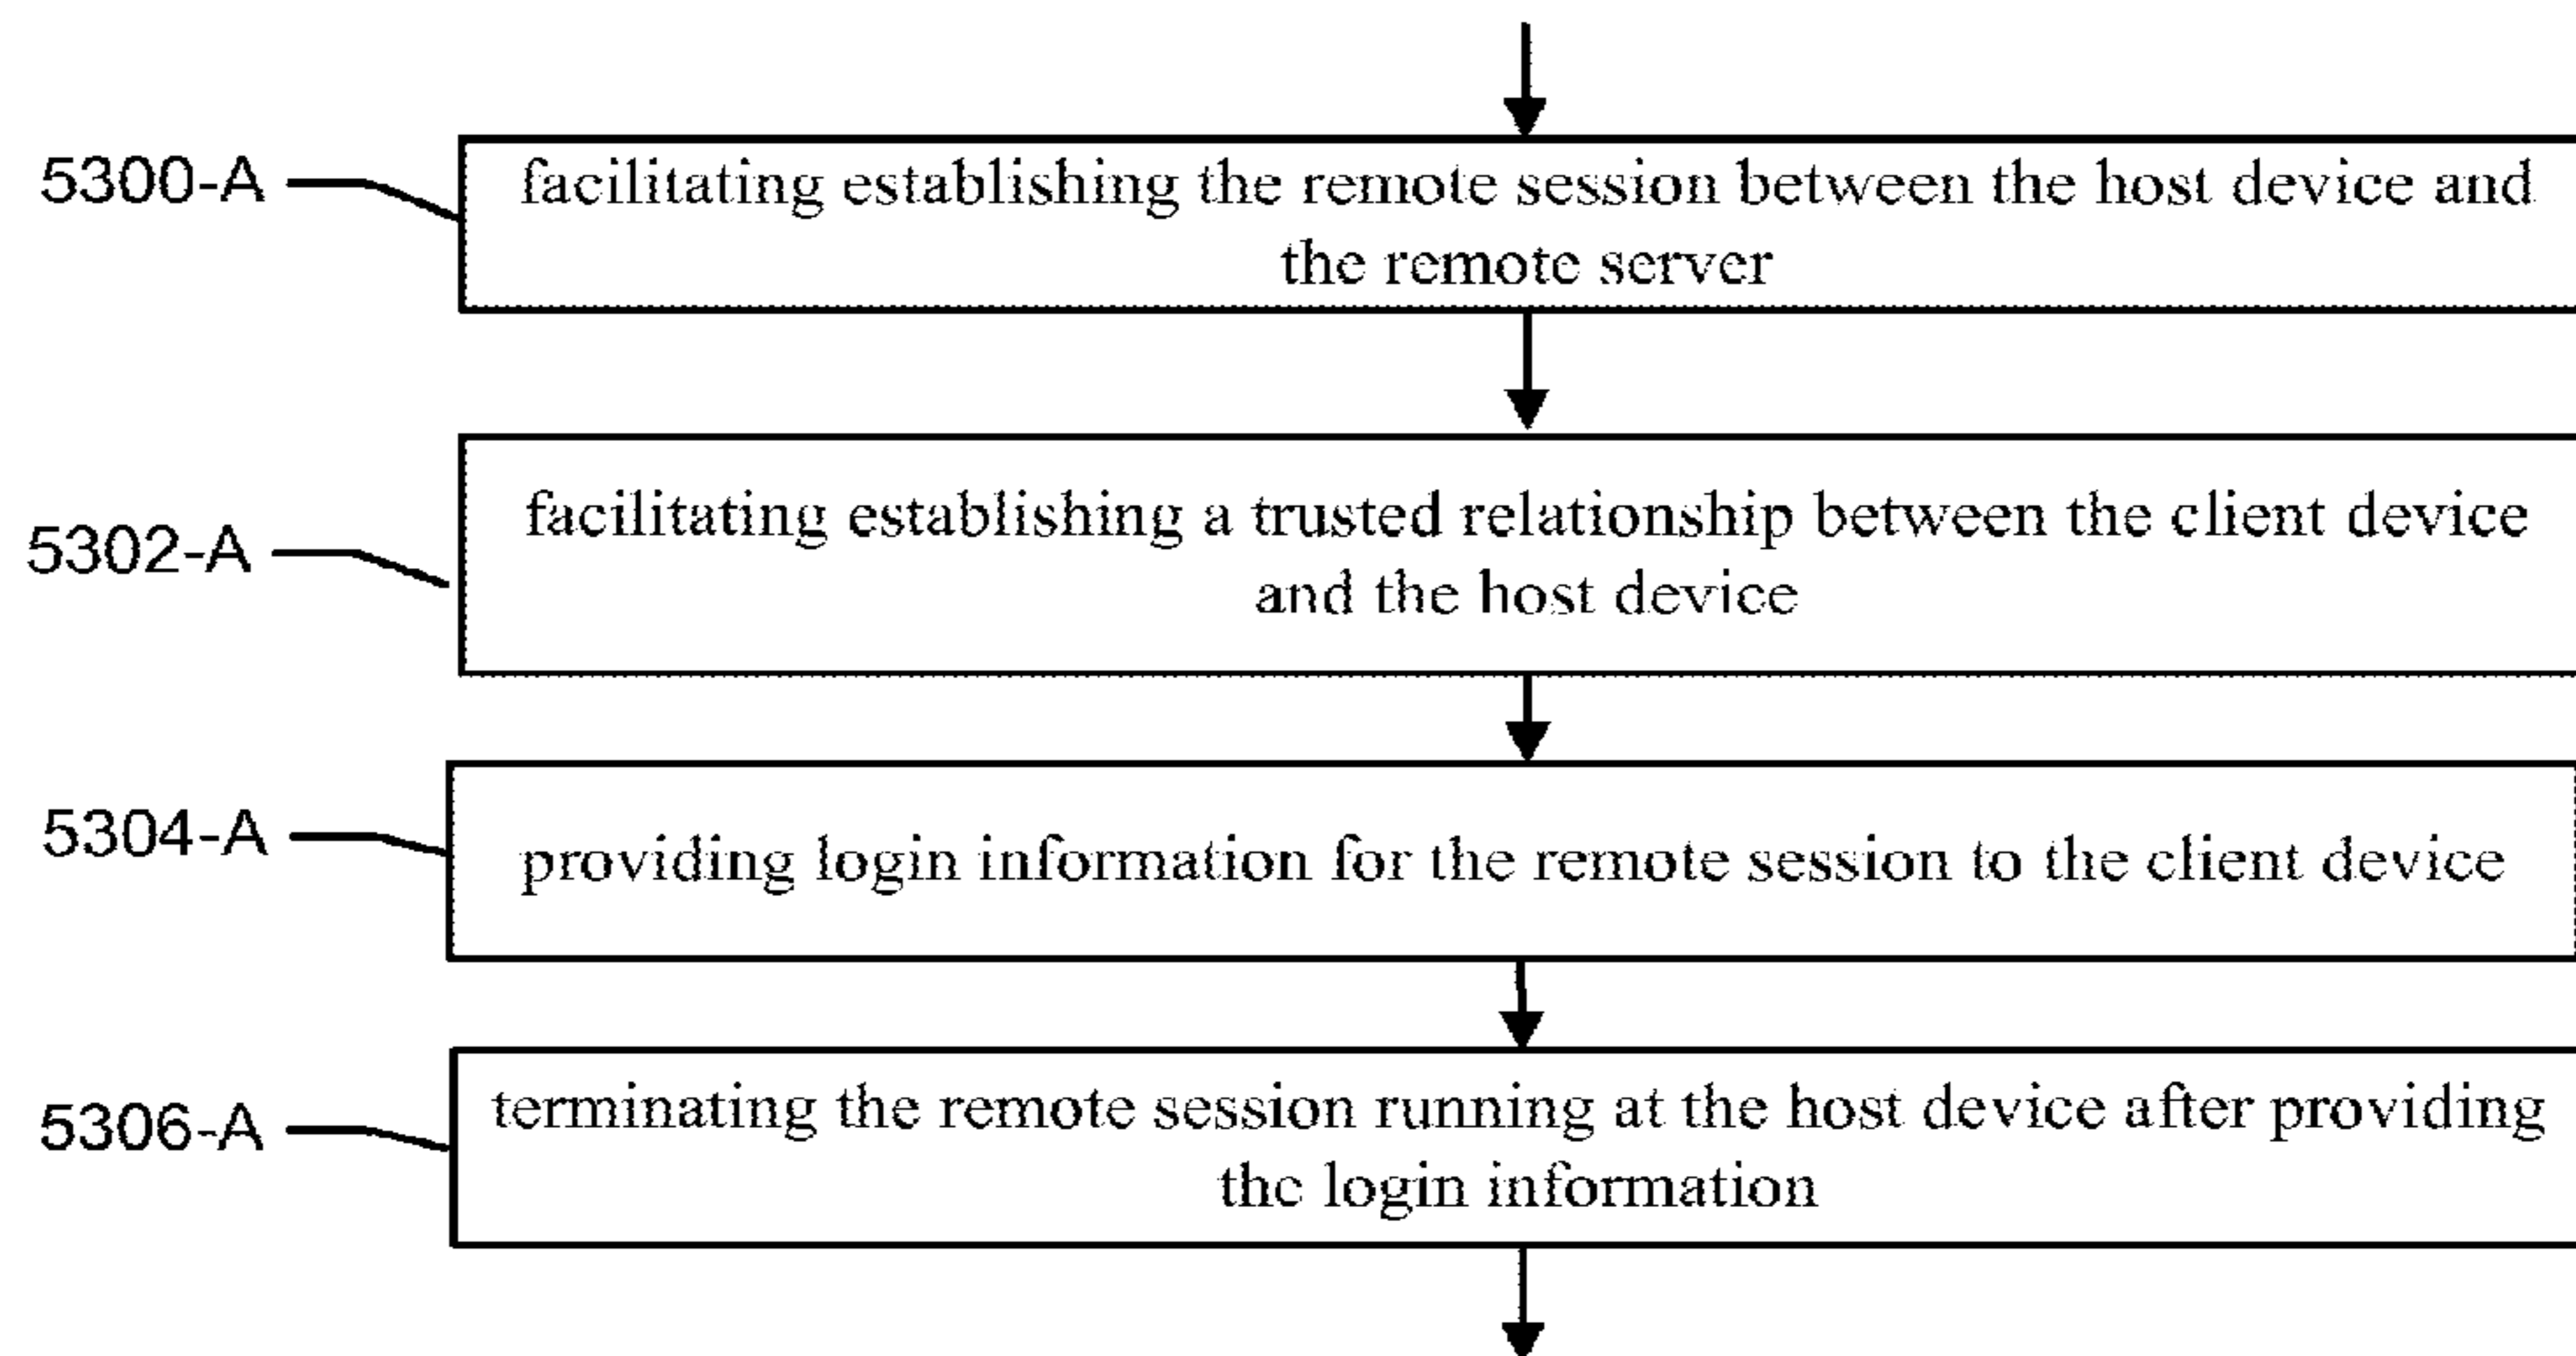 5300-A
facilitating establishing the remote session between the host device and
the remote server
5302-A
facilitating establishing a trusted relationship between the client device
and the host device
5304-A
providing login information for the remote session to the client device
5306-A
terminating the remote session running at the host device after providing
the login information